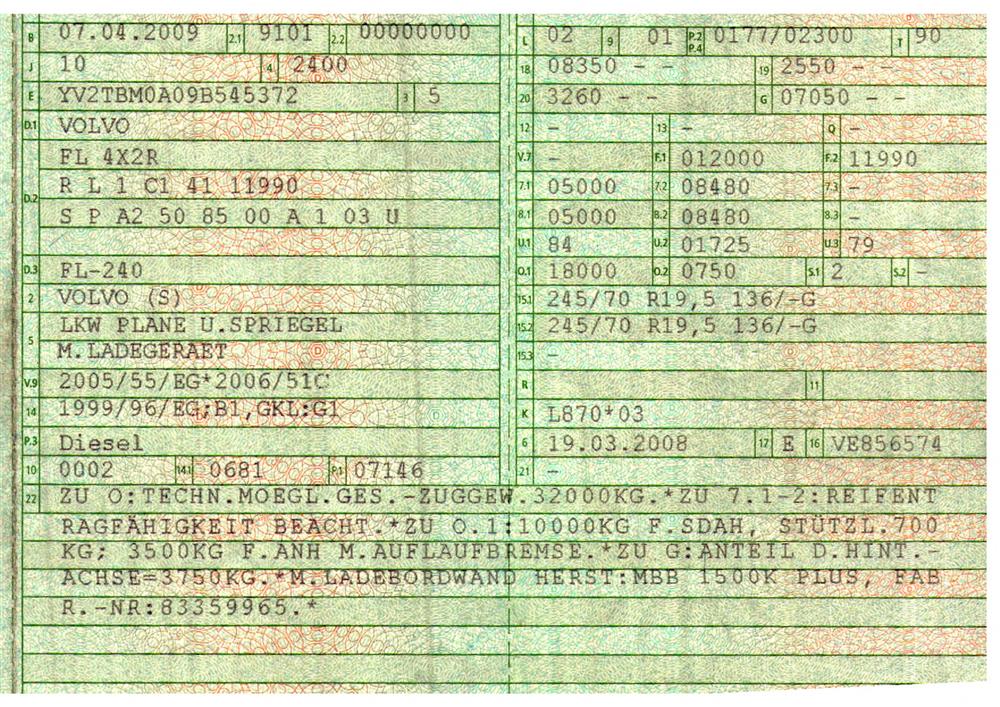 B 07.04.2009 2.1 9101 2.2 00000000
J 10 4 2400
E YV2TBM0A09B545372 3 5
D.1 VOLVO
FL 4X2R
D.2 R L 1 C1 41 11990
S P A2 50 85 00 A 1 03 U
D.3 FL-240
2 VOLVO (S)
5 LKW PLANE U.SPRIEGEL
M.LADEGERAET
V.9 2005/55/EG*2006/51C
14 1999/96/EG;B1,GKL:G1
P.3 Diesel
10 0002 14.1 0681 P.1 07146
L 02 9 01 P.2 P.4 0177/02300 T 90
18 08350 - - 19 2550 - -
20 3260 - - G 07050 - -
12 - 13 - Q -
V.7 - F.1 012000 F.2 11990
7.1 05000 7.2 08480 7.3 -
8.1 05000 8.2 08480 8.3 -
U.1 84 U.2 01725 U.3 79
O.1 18000 O.2 0750 S.1 2 S.2 -
15.1 245/70 R19,5 136/-G
15.2 245/70 R19,5 136/-G
15.3 -
R 11
K L870*03
6 19.03.2008 17 E 16 VE856574
21 -
22 ZU O:TECHN.MOEGL.GES.-ZUGGEW.32000KG.*ZU 7.1-2:REIFENT
RAGFÄHIGKEIT BEACHT.*ZU O.1:10000KG F.SDAH, STÜTZL.700
KG; 3500KG F.ANH M.AUFLAUFBREMSE.*ZU G:ANTEIL D.HINT.-
ACHSE=3750KG.*M.LADEBORDWAND HERST:MBB 1500K PLUS, FAB
R.-NR:83359965.*